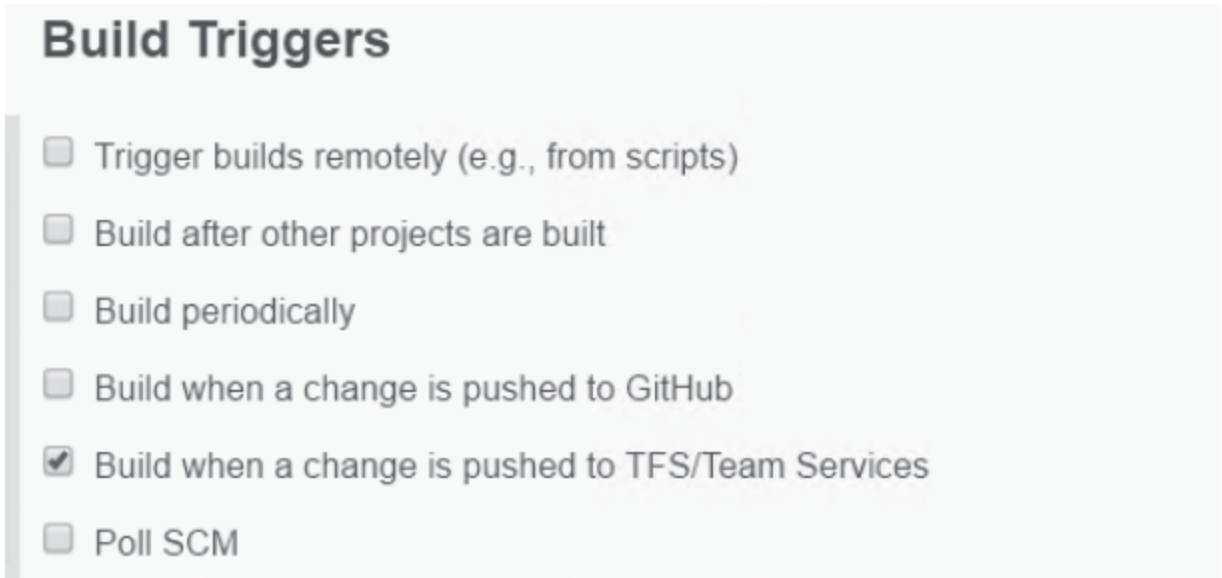 Build Triggers
Trigger builds remotely (e.g., from scripts)
Build after other projects are built
Build periodically
Build when a change is pushed to GitHub
Build when a change is pushed to TFS/Team Services
Poll SCM